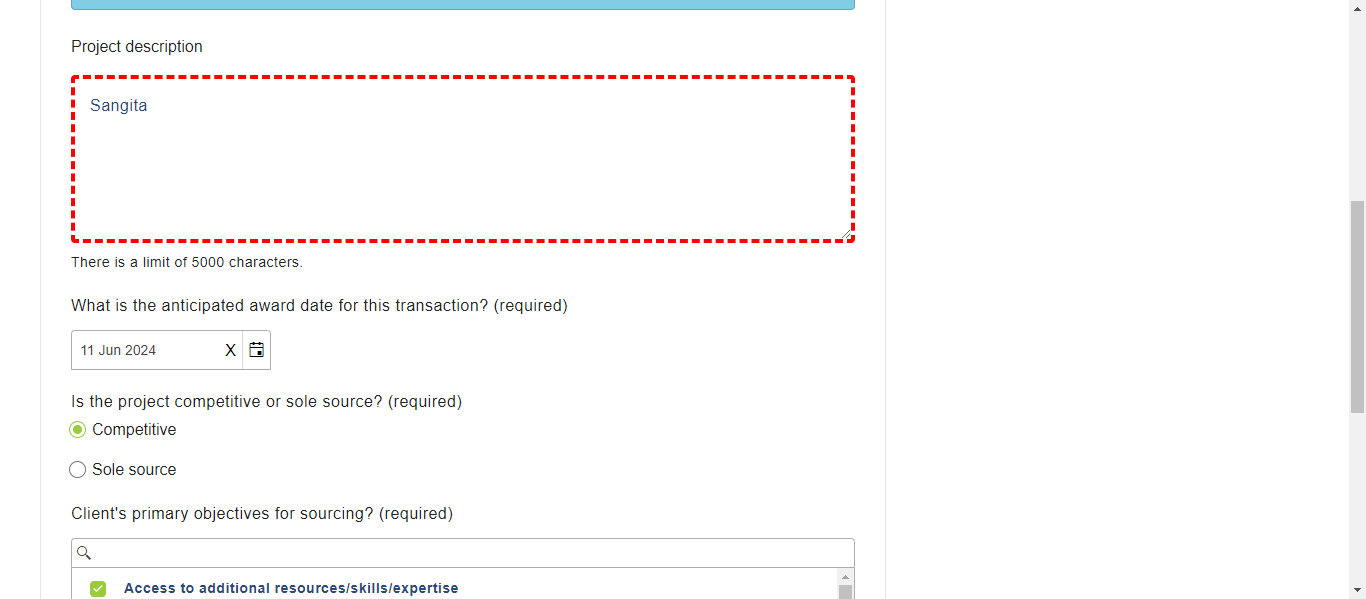 Project description
Sangita
There is a limit of 5000 characters.
What is the anticipated award date for this transaction? (required)
11 Jun 2024 X
Is the project competitive or sole source? (required)
Competitive
Sole source
Client's primary objectives for sourcing? (required)
Access to additional resources/skills/expertise